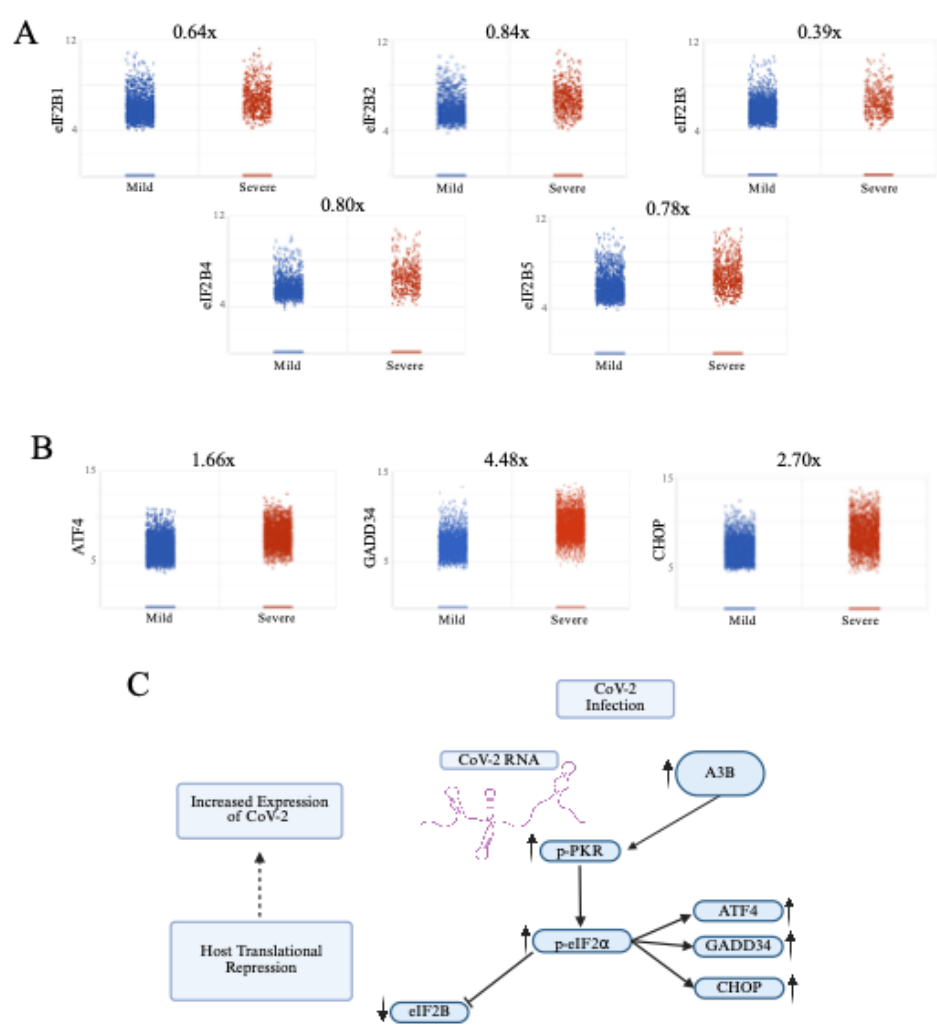 A
0.64x
0.84x
0.39x
12
eIF2B1
4
Mild
Severe
12
eIF2B2
4
Mild
Severe
12
eIF2B3
4
Mild
Severe
0.80x
0.78x
12
eIF2B4
4
Mild
Severe
12
eIF2B5
4
Mild
Severe
B
1.66x
4.48x
2.70x
15
ATF4
5
Mild
Severe
15
GADD34
5
Mild
Severe
15
CHOP
5
Mild
Severe
C
CoV-2
Infection
CoV-2 RNA
A3B
Increased Expression
of CoV-2
p-PKR
ATF4
p-eIF2α
GADD34
Host Translational
Repression
CHOP
eIF2B